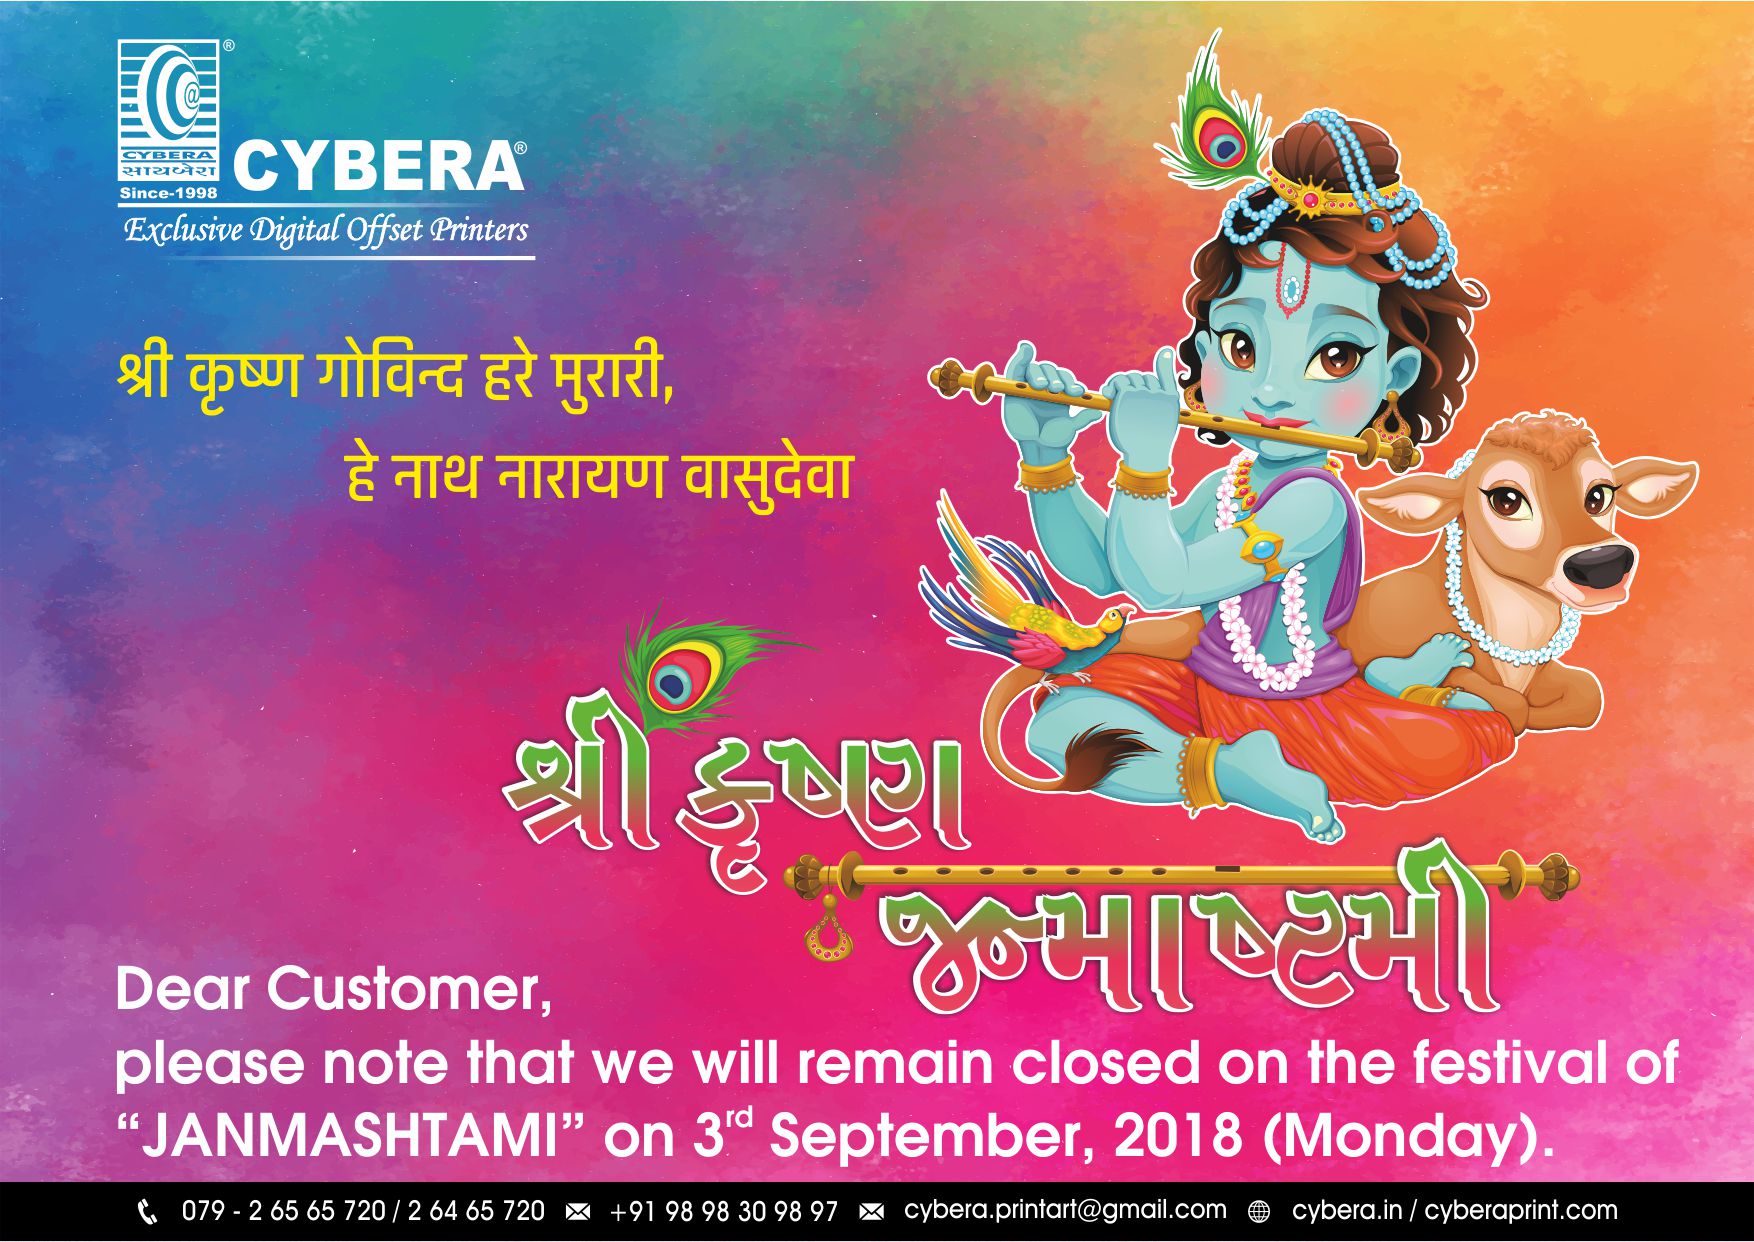 ®
@
CYBERA
સાયબેરા
Since-1998
CYBERA®
Exclusive Digital Offset Printers
श्री कृष्ण गोविन्द हरे मुरारी,
हे नाथ नारायण वासुदेवा
શ્રી કૃષ્ણ
જન્માષ્ટમી
Dear Customer,
please note that we will remain closed on the festival of
“JANMASHTAMI” on 3rd September, 2018 (Monday).
079 - 2 65 65 720 / 2 64 65 720 +91 98 98 30 98 97 cybera.printart@gmail.com cybera.in / cyberaprint.com